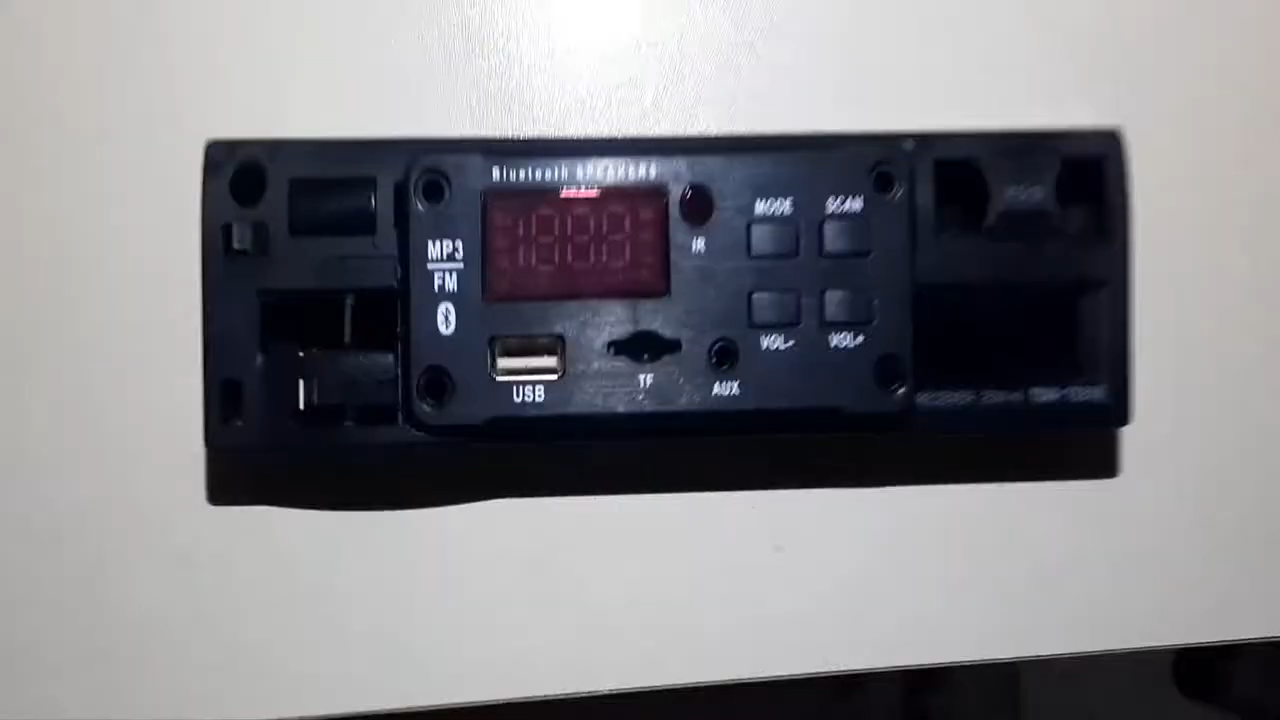 Bluetooth SPEAKERS
MODE
SCAN
IR
MP3
FM
VOL-
VOL+
USB
TF
AUX